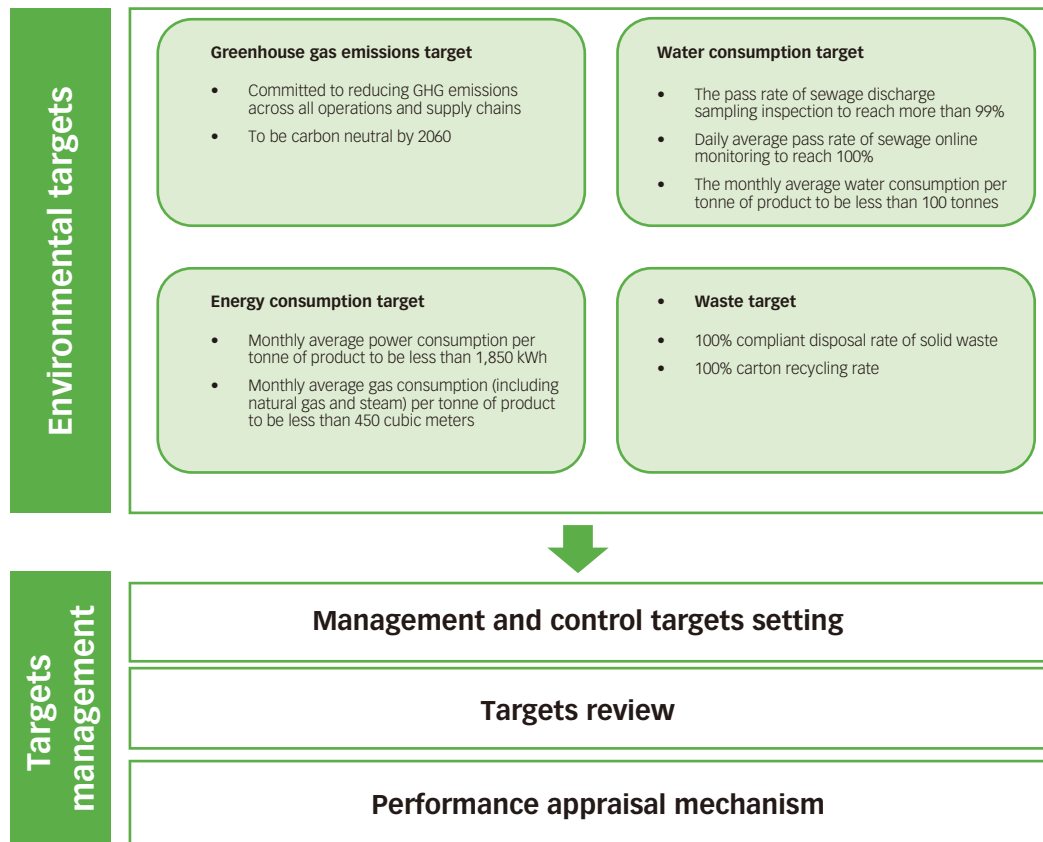 Environmental targets
Greenhouse gas emissions target
• Committed to reducing GHG emissions
across all operations and supply chains
• To be carbon neutral by 2060
Water consumption target
• The pass rate of sewage discharge
sampling inspection to reach more than 99%
• Daily average pass rate of sewage online
monitoring to reach 100%
• The monthly average water consumption per
tonne of product to be less than 100 tonnes
Energy consumption target
• Monthly average power consumption per
tonne of product to be less than 1,850 kWh
• Monthly average gas consumption (including
natural gas and steam) per tonne of product
to be less than 450 cubic meters
• Waste target
• 100% compliant disposal rate of solid waste
• 100% carton recycling rate
Targets
management
Management and control targets setting
Targets review
Performance appraisal mechanism